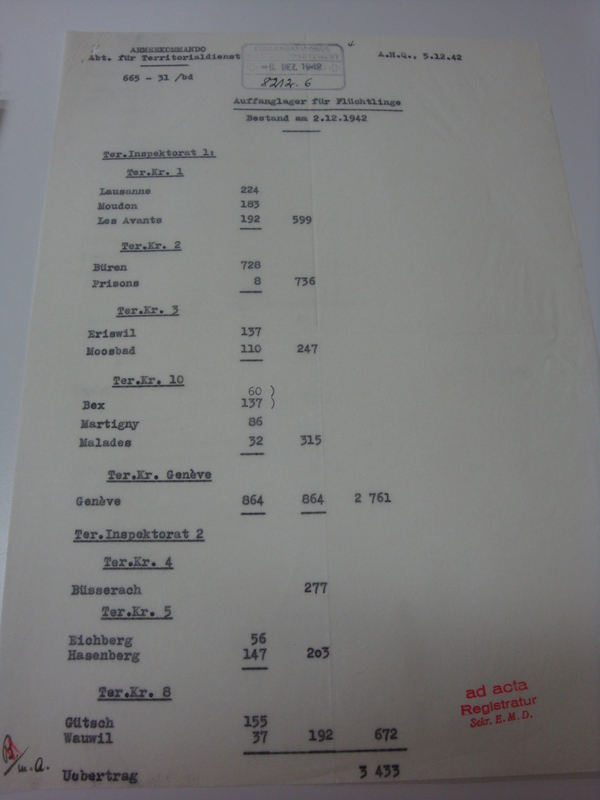 ARMEEKOMMANDO
Abt. für Territorialdienst
665 - 31 /bd
-8. DEZ. 1942
A.H.Q., 5.12.42
Auffanglager für Flüchtlinge
Bestand am 2.12.1942
Ter.Inspektorat 1:
Ter.Kr. 1
Lausanne 224
Moudon 183
Les Avants 192 599
Ter.Kr. 2
Büren 728
Prisons 8 736
Ter.Kr. 3
Eriswil 137
Moosbad 110 247
Ter.Kr. 10
60 )
Bex 137 )
Martigny 86
Malades 32 315
Ter.Kr. Genève
Genève 864 864 2 761
Ter.Inspektorat 2
Ter.Kr. 4
Büsserach 277
Ter.Kr. 5
Eichberg 56
Hasenberg 147 203
Ter.Kr. 8
Gütsch 155
Wauwil 37 192 672
Uebertrag 3 433
ad acta
Registratur
Sekr. E. M. D.